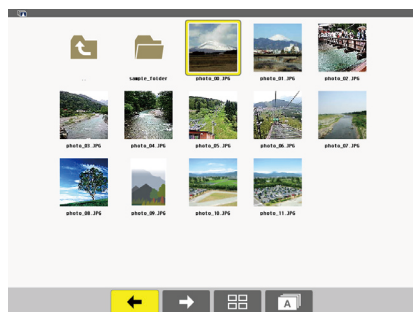 ..
sample_folder
photo_00.JPG
photo_01.JPG
photo_02.JPG
photo_03.JPG
photo_04.JPG
photo_05.JPG
photo_06.JPG
photo_07.JPG
photo_08.JPG
photo_09.JPG
photo_10.JPG
photo_11.JPG
A